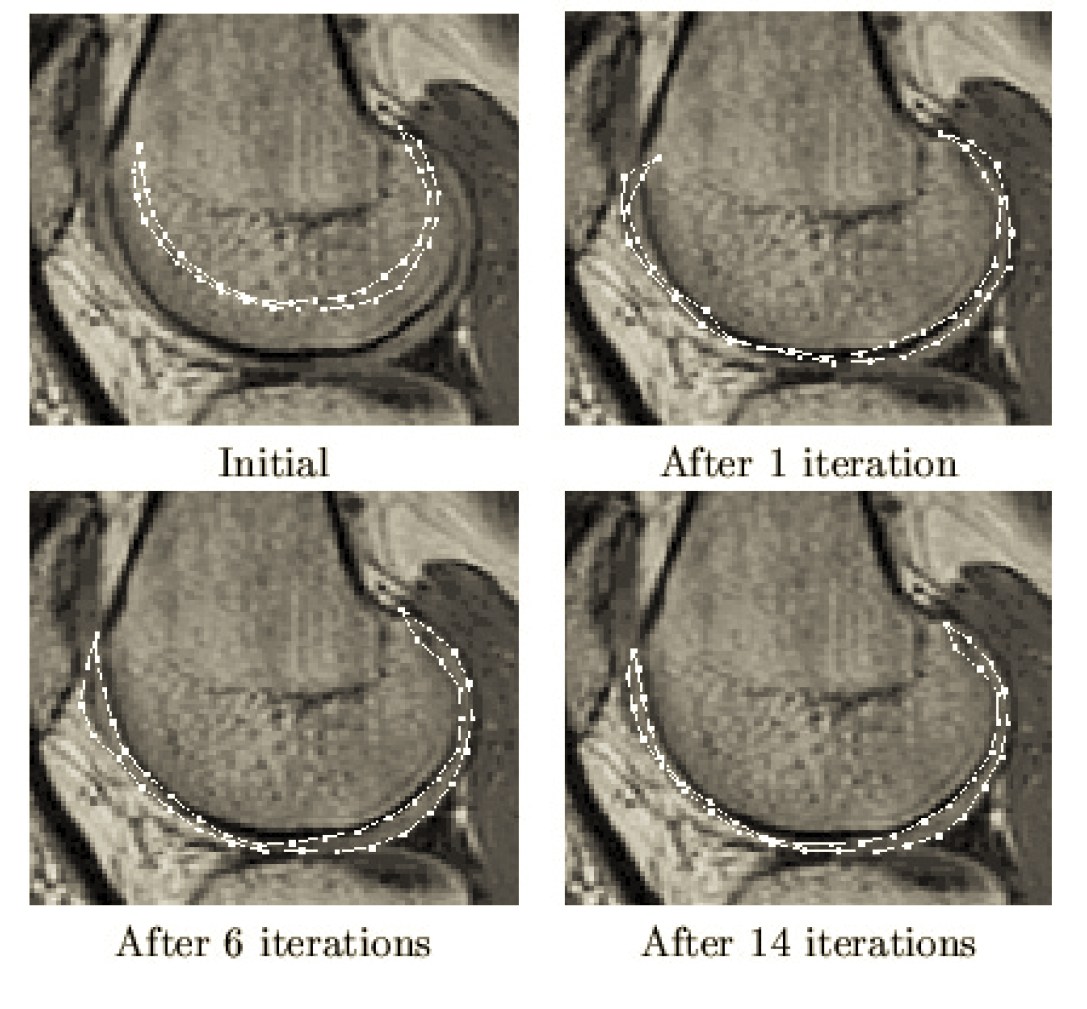 Initial
After 1 iteration
After 6 iterations
After 14 iterations